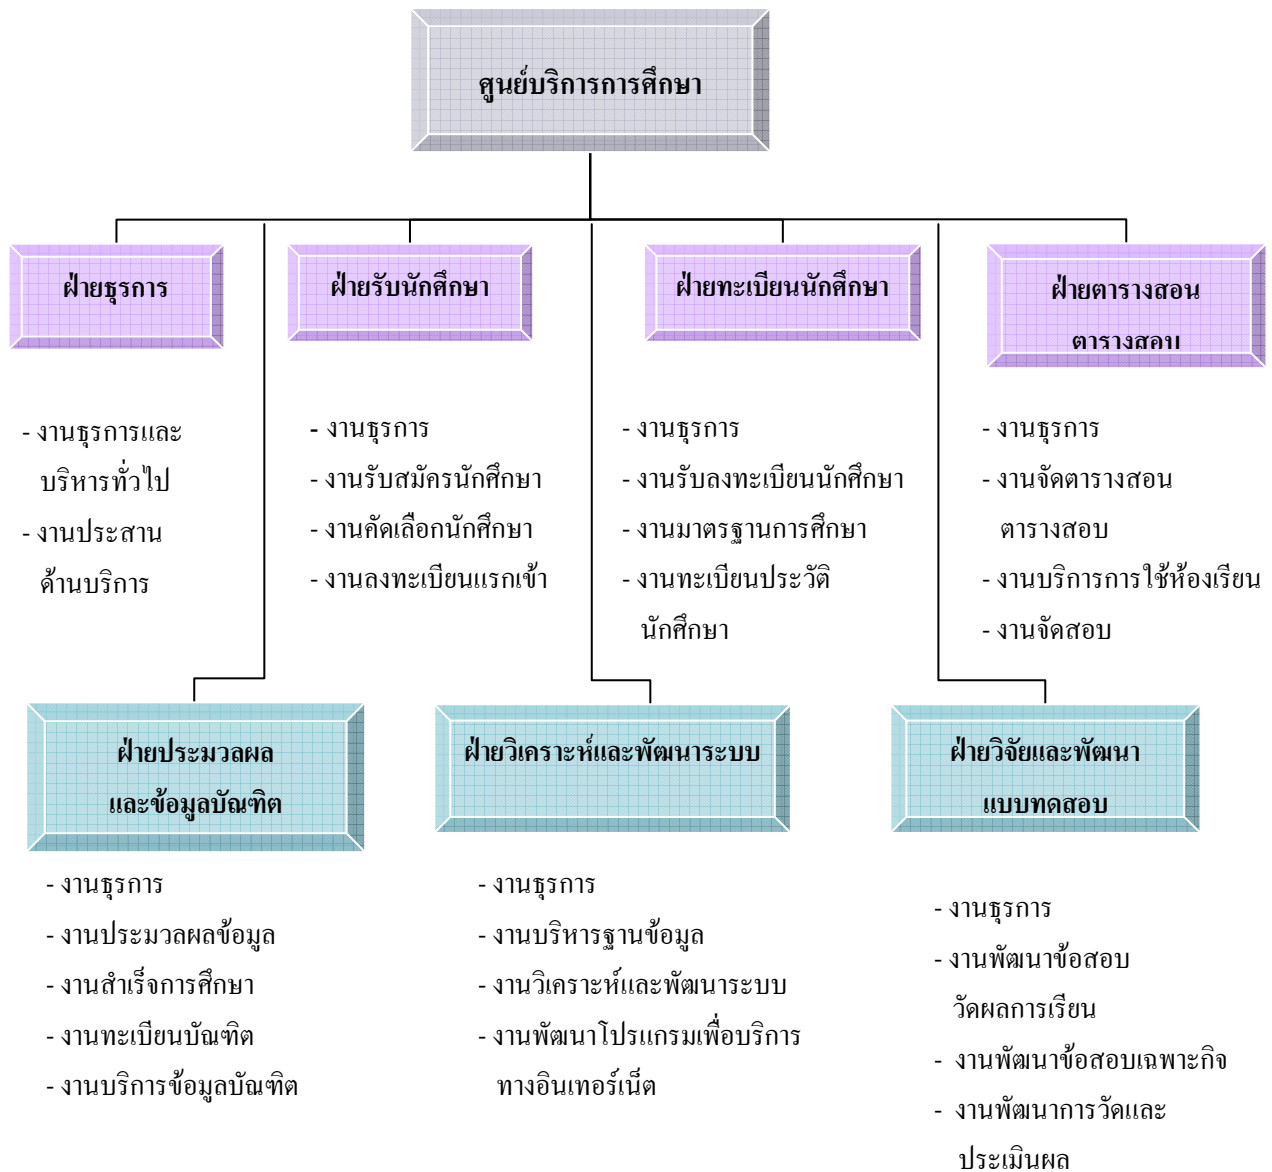 ศูนย์บริการการศึกษา
ฝ่ายธุรการ
- งานธุรการและ
บริหารทั่วไป
- งานประสาน
ด้านบริการ
ฝ่ายรับนักศึกษา
- งานธุรการ
- งานรับสมัครนักศึกษา
- งานคัดเลือกนักศึกษา
- งานลงทะเบียนแรกเข้า
ฝ่ายทะเบียนนักศึกษา
- งานธุรการ
- งานรับลงทะเบียนนักศึกษา
- งานมาตรฐานการศึกษา
- งานทะเบียนประวัติ
นักศึกษา
ฝ่ายตารางสอน
ตารางสอบ
- งานธุรการ
- งานจัดตารางสอน
ตารางสอบ
- งานบริการการใช้ห้องเรียน
- งานจัดสอบ
ฝ่ายประมวลผล
และข้อมูลบัณฑิต
- งานธุรการ
- งานประมวลผลข้อมูล
- งานสำเร็จการศึกษา
- งานทะเบียนบัณฑิต
- งานบริการข้อมูลบัณฑิต
ฝ่ายวิเคราะห์และพัฒนาระบบ
- งานธุรการ
- งานบริหารฐานข้อมูล
- งานวิเคราะห์และพัฒนาระบบ
- งานพัฒนาโปรแกรมเพื่อบริการ
ทางอินเทอร์เน็ต
ฝ่ายวิจัยและพัฒนา
แบบทดสอบ
- งานธุรการ
- งานพัฒนาข้อสอบ
วัดผลการเรียน
- งานพัฒนาข้อสอบเฉพาะกิจ
- งานพัฒนาการวัดและ
ประเมินผล